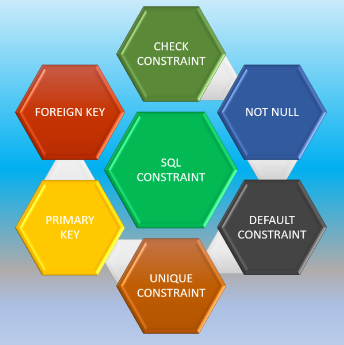 CHECK
CONSTRAINT
FOREIGN KEY
NOT NULL
SQL
CONSTRAINT
PRIMARY
KEY
DEFAULT
CONSTRAINT
UNIQUE
CONSTRAINT